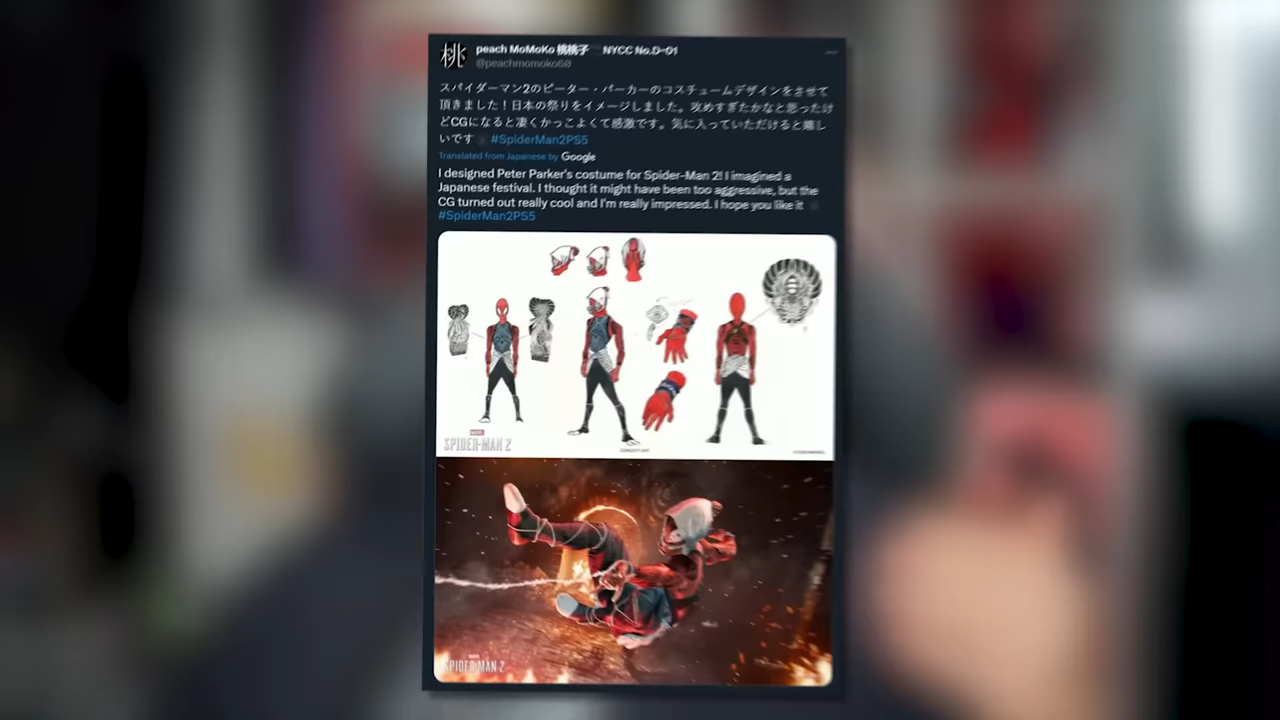 peach MoMoKo 桃桃子 NYCC No.D-01
@peachmomoko60
スパイダーマン2のピーター・パーカーのコスチュームデザインをさせて
頂きました！日本の祭りをイメージしました。攻めすぎたかなと思ったけ
どCGになると凄くかっこよくて感激です。気に入っていただけると嬉し
いです #SpiderMan2PS5
Translated from Japanese by Google
I designed Peter Parker's costume for Spider-Man 2! I imagined a
Japanese festival. I thought it might have been too aggressive, but the
CG turned out really cool and I'm really impressed. I hope you like it
#SpiderMan2PS5
MARVEL
SPIDER-MAN 2
CONCEPT ART
MARVEL
SPIDER-MAN 2